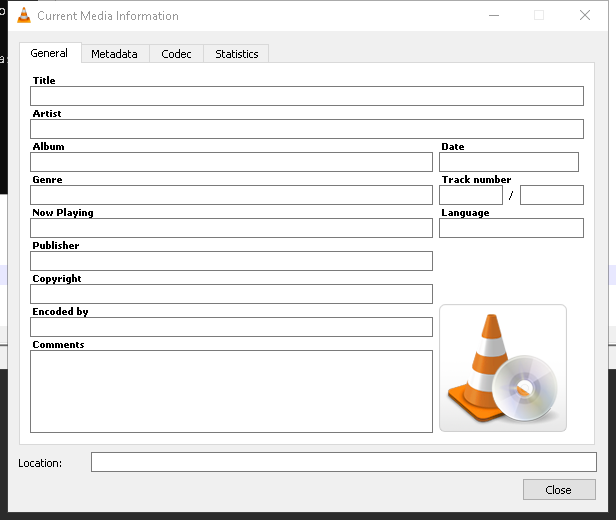 Current Media Information
General Metadata Codec Statistics
Title
Artist
Album Date
Genre Track number
/
Now Playing Language
Publisher
Copyright
Encoded by
Comments
Location:
Close